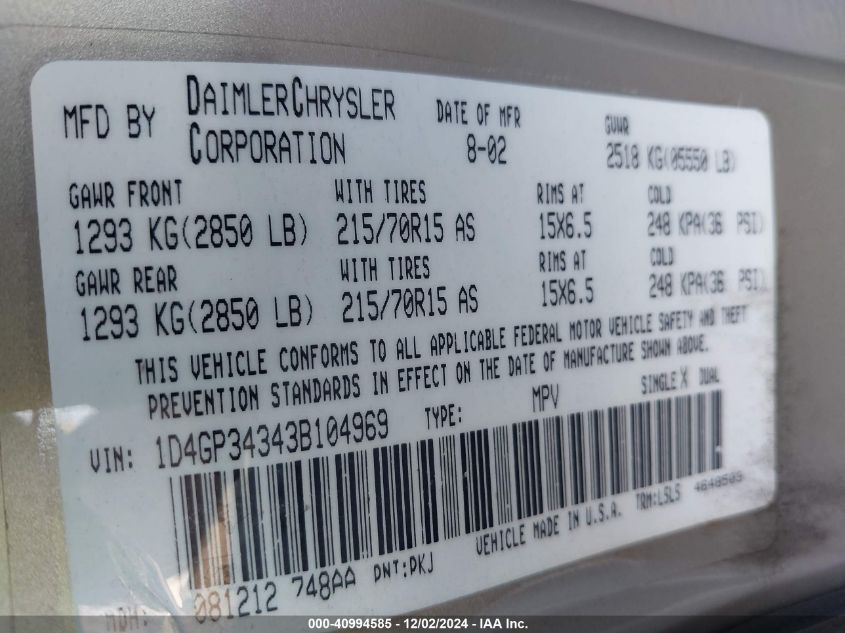 MFD BY DAIMLERCHRYSLER CORPORATION DATE OF MFR 8-02 GVWR 2518 KG(05550 LB)
GAWR FRONT WITH TIRES RIMS AT COLD
1293 KG(2850 LB) 215/70R15 AS 15X6.5 248 KPA(36 PSI)
GAWR REAR WITH TIRES RIMS AT COLD
1293 KG(2850 LB) 215/70R15 AS 15X6.5 248 KPA(36 PSI)
THIS VEHICLE CONFORMS TO ALL APPLICABLE FEDERAL MOTOR VEHICLE SAFETY AND THEFT
PREVENTION STANDARDS IN EFFECT ON THE DATE OF MANUFACTURE SHOWN ABOVE.
VIN: 1D4GP34343B104969 TYPE: MPV SINGLE X DUAL
MDH: 081212 748AA PNT:PKJ VEHICLE MADE IN U.S.A. TRM:LSL5
000-40994585 - 12/02/2024 - IAA Inc.